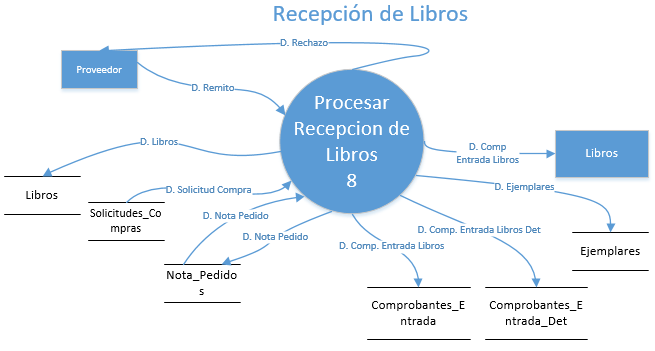 Recepción de Libros
D. Rechazo
Proveedor
D. Remito
Procesar
Recepcion de
Libros
8
D. Libros
D. Comp
Entrada Libros
Libros
D. Solicitud Compra
D. Ejemplares
Libros
Solicitudes_Co
mpras
D. Nota Pedido
D. Nota Pedido
D. Comp. Entrada Libros
D. Comp. Entrada Libros Det
Ejemplares
Nota_Pedido
s
Comprobantes_E
ntrada
Comprobantes_E
ntrada_Det